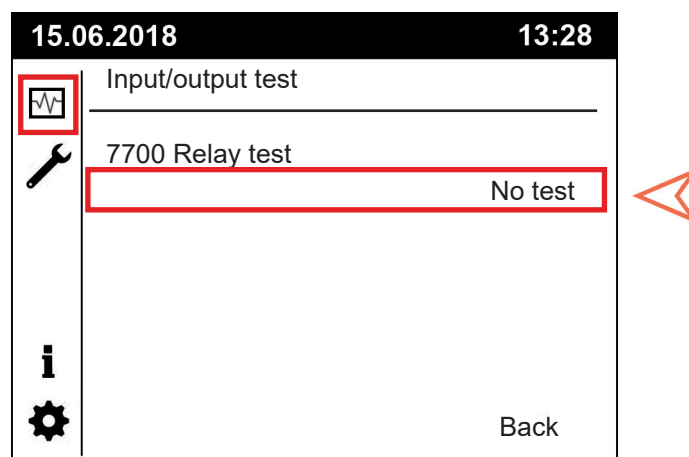 15.06.2018 13:28
Input/output test
7700 Relay test
No test
Back